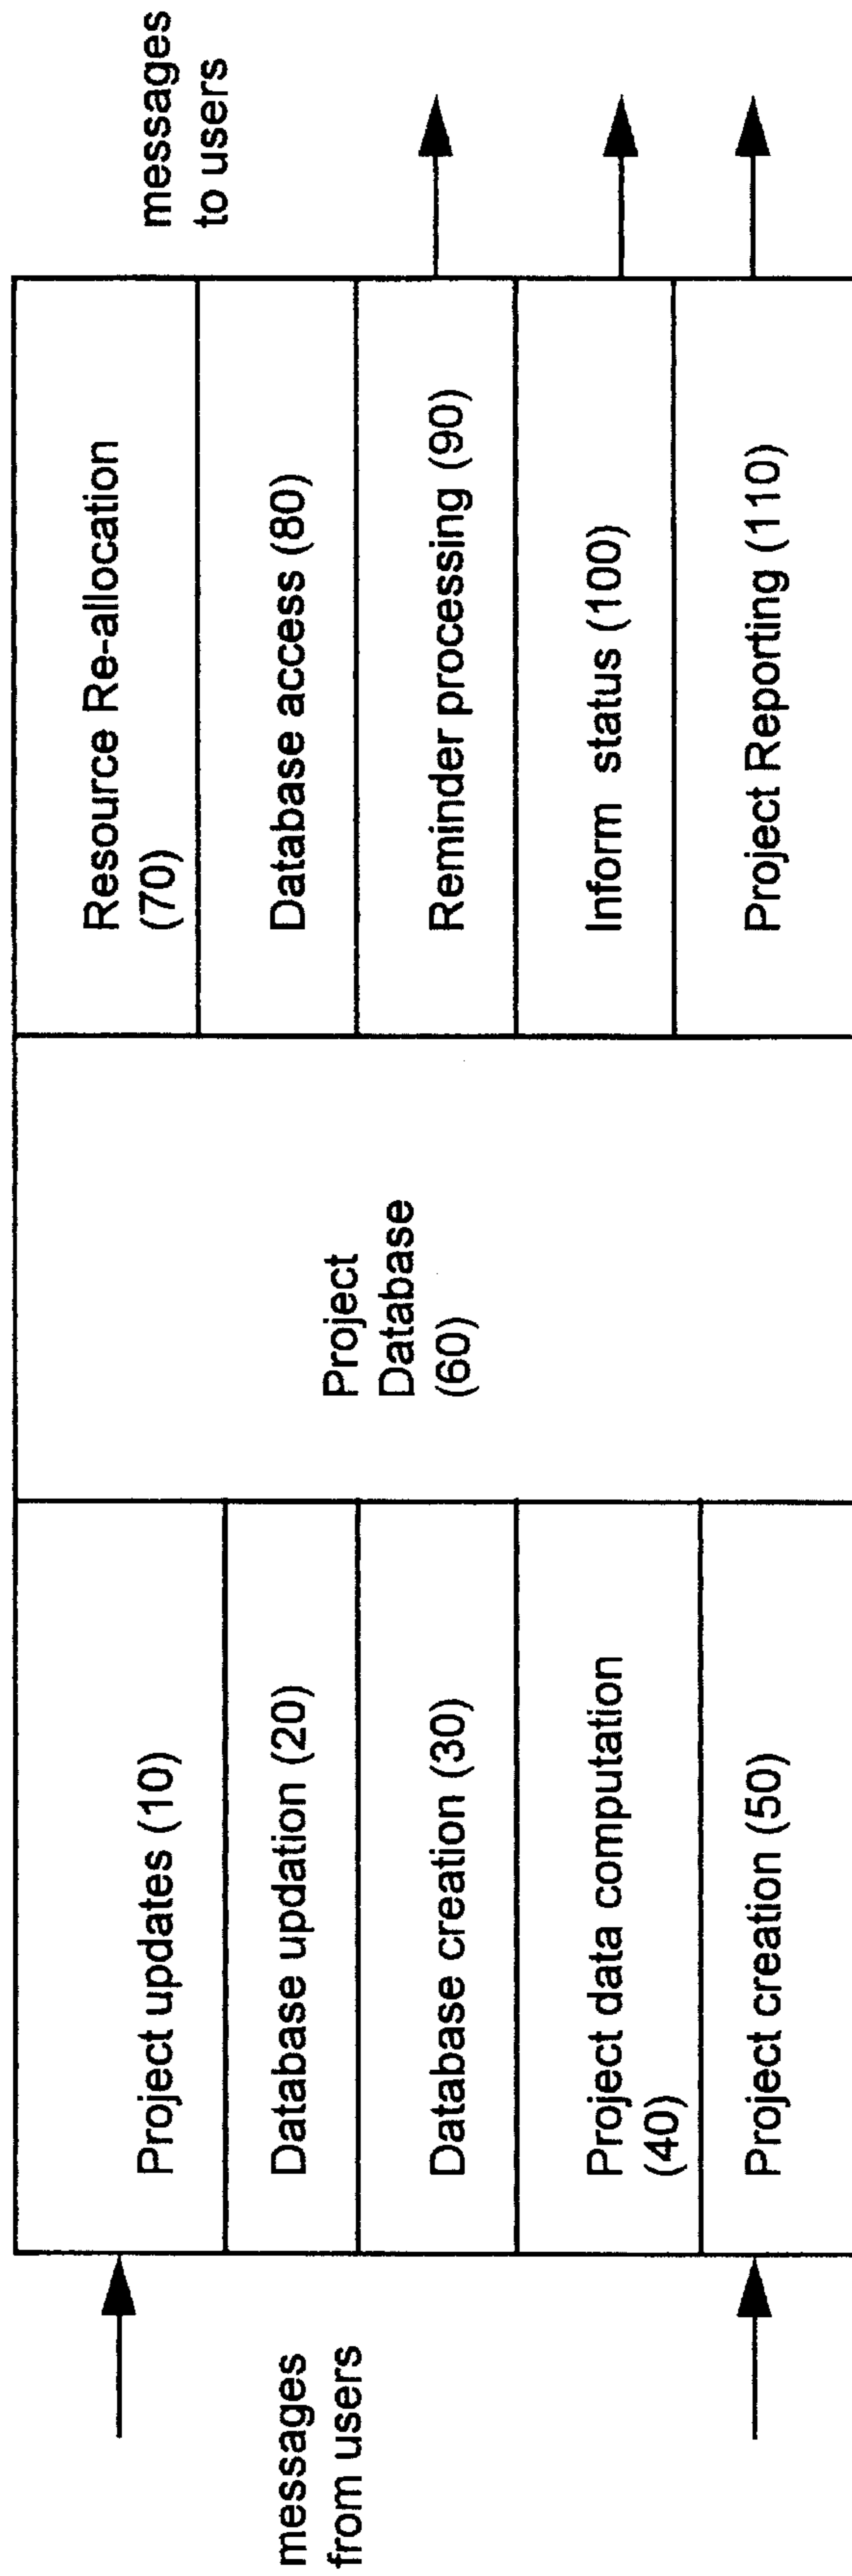 messages
from users
Project updates (10)
Database updation (20)
Database creation (30)
Project data computation
(40)
Project creation (50)
Project
Database
(60)
Resource Re-allocation
(70)
Database access (80)
Reminder processing (90)
Inform status (100)
Project Reporting (110)
messages
to users